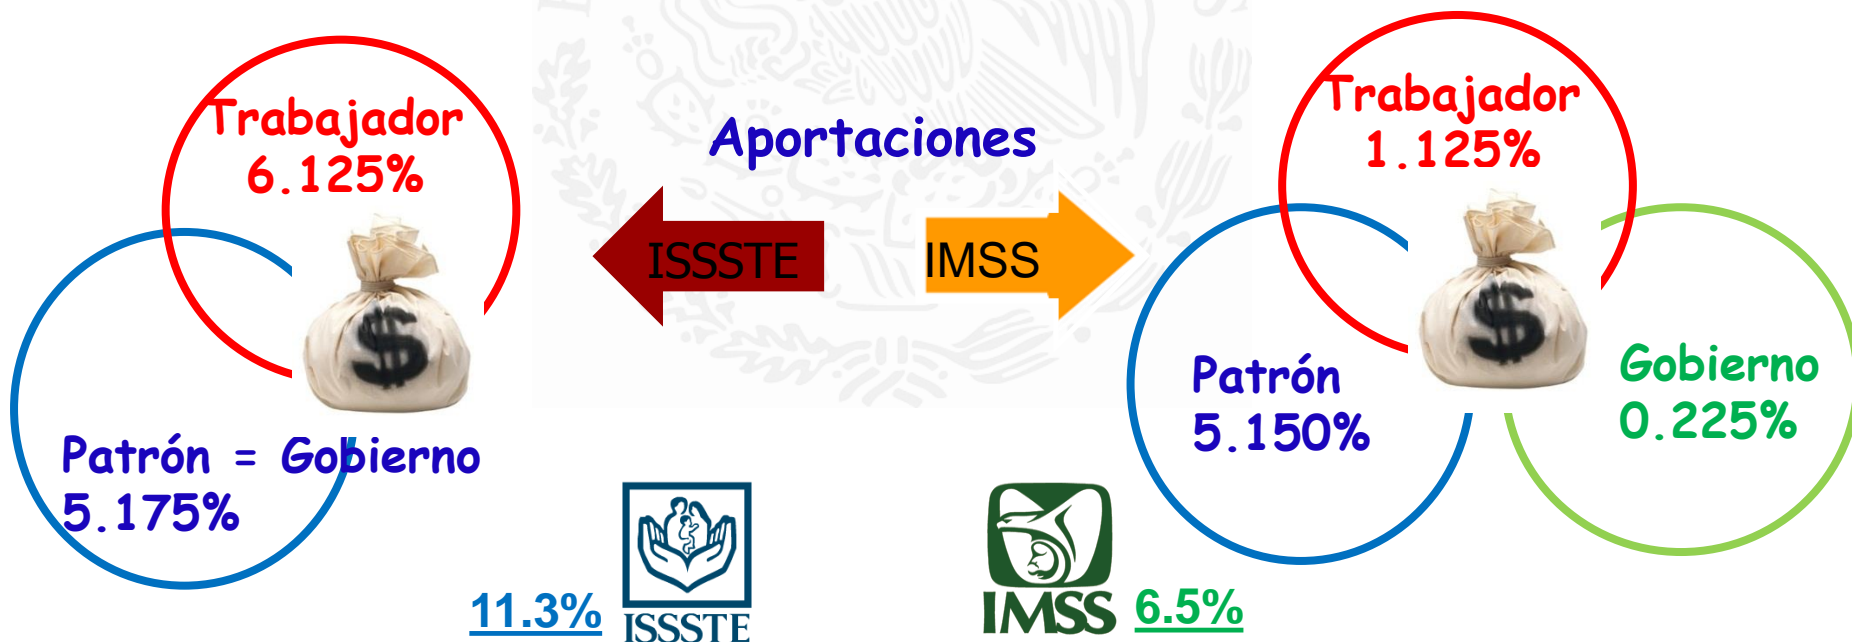 Trabajador
6.125%
Patrón = Gobierno
5.175%
Aportaciones
ISSSTE
IMSS
Trabajador
1.125%
Patrón
5.150%
Gobierno
0.225%
$
$
11.3%
ISSSTE
IMSS
6.5%